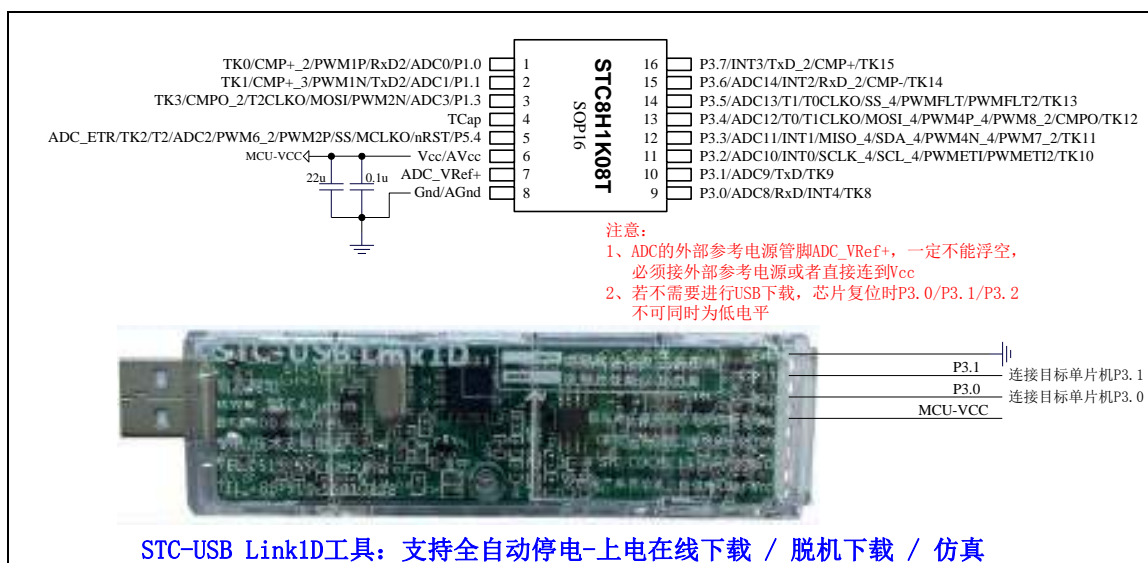 TK0/CMP+_2/PWM1P/RxD2/ADC0/P1.0 1
TK1/CMP+_3/PWM1N/TxD2/ADC1/P1.1 2
TK3/CMPO_2/T2CLKO/MOSI/PWM2N/ADC3/P1.3 3
TCap 4
ADC_ETR/TK2/T2/ADC2/PWM6_2/PWM2P/SS/MCLKO/nRST/P5.4 5
MCU-VCC Vcc/AVcc 6
22u 0.1u ADC_VRef+ 7
Gnd/AGnd 8
STC8H1K08T
SOP16
16 P3.7/INT3/TxD_2/CMP+/TK15
15 P3.6/ADC14/INT2/RxD_2/CMP-/TK14
14 P3.5/ADC13/T1/T0CLKO/SS_4/PWMFLT/PWMFLT2/TK13
13 P3.4/ADC12/T0/T1CLKO/MOSI_4/PWM4P_4/PWM8_2/CMPO/TK12
12 P3.3/ADC11/INT1/MISO_4/SDA_4/PWM4N_4/PWM7_2/TK11
11 P3.2/ADC10/INT0/SCLK_4/SCL_4/PWMETI/PWMETI2/TK10
10 P3.1/ADC9/TxD/TK9
9 P3.0/ADC8/RxD/INT4/TK8
注意:
1、ADC的外部参考电源管脚ADC_VRef+, 一定不能浮空,
必须接外部参考电源或者直接连到Vcc
2、若不需要进行USB下载, 芯片复位时P3.0/P3.1/P3.2
不可同时为低电平
STC-USB Link1D
P3.1 连接目标单片机P3.1
P3.0 连接目标单片机P3.0
MCU-VCC
STC-USB Link1D工具: 支持全自动停电-上电在线下载 / 脱机下载 / 仿真